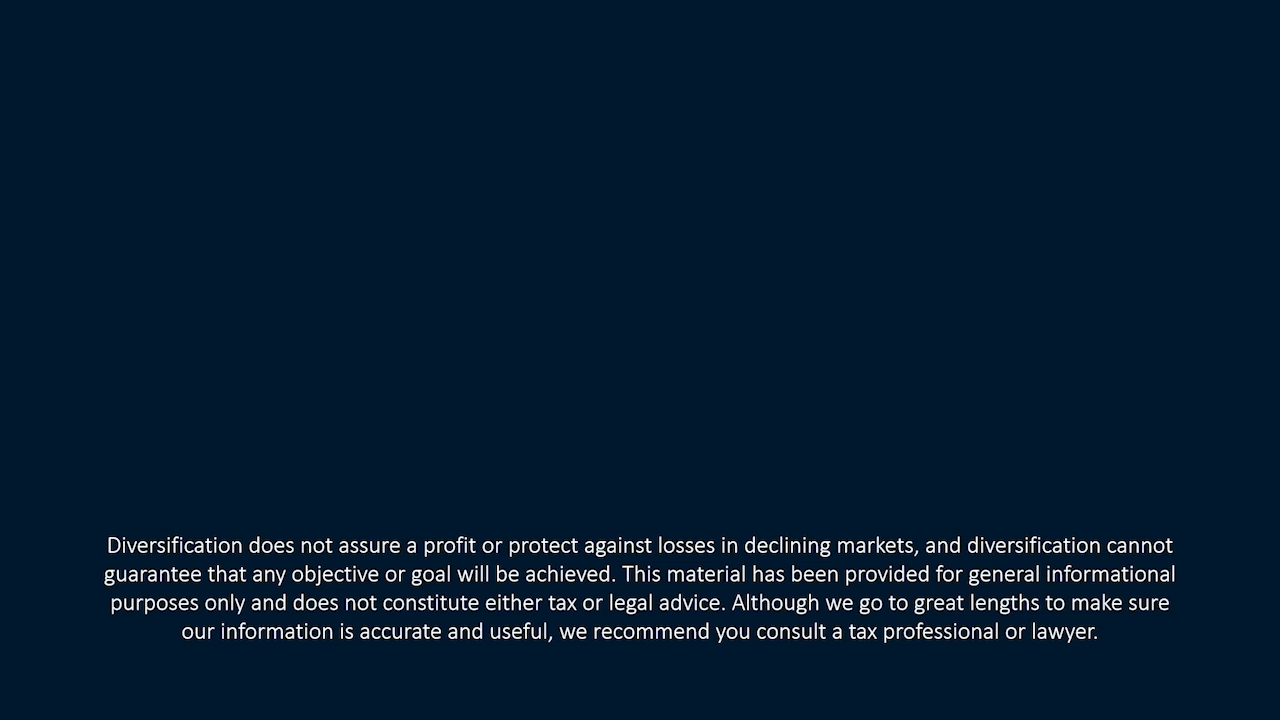 Diversification does not assure a profit or protect against losses in declining markets, and diversification cannot
guarantee that any objective or goal will be achieved. This material has been provided for general informational
purposes only and does not constitute either tax or legal advice. Although we go to great lengths to make sure
our information is accurate and useful, we recommend you consult a tax professional or lawyer.